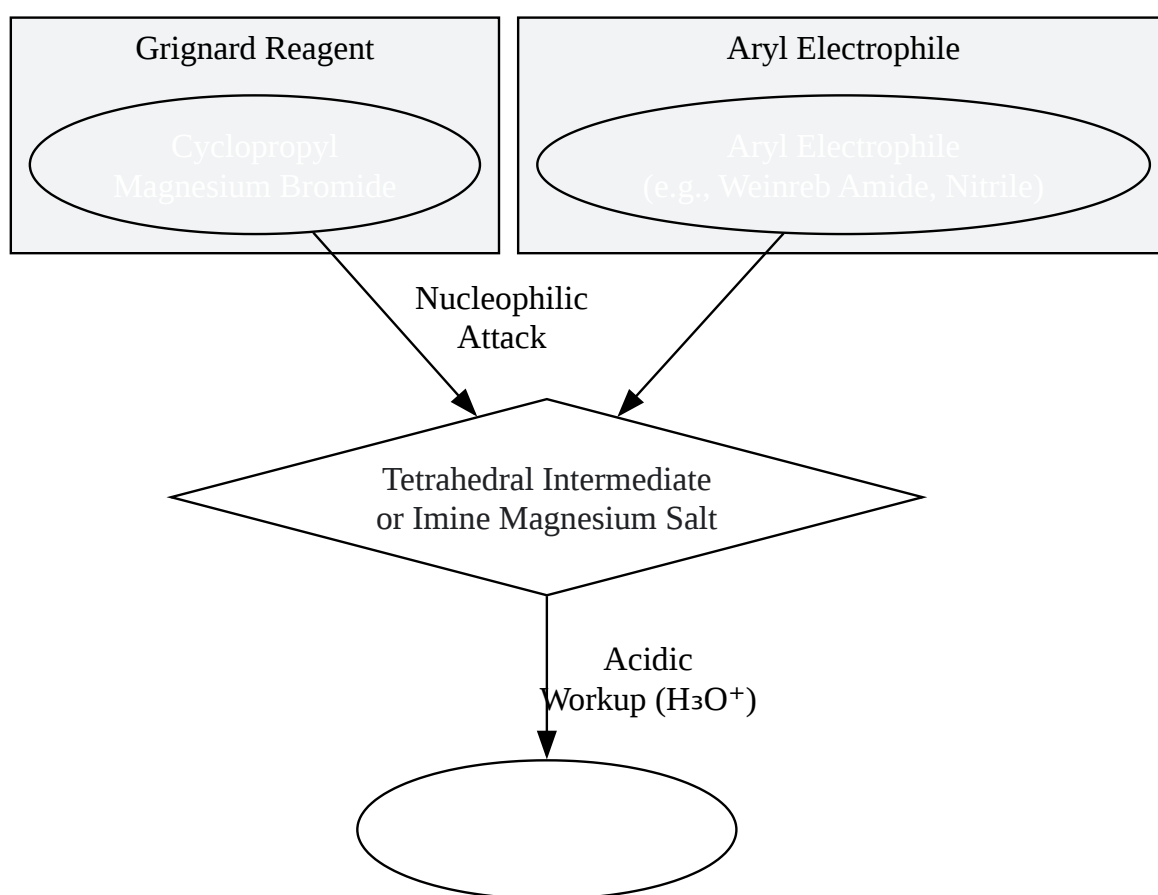 Grignard Reagent
Aryl Electrophile
Cyclopropyl
Magnesium Bromide
Aryl Electrophile
(e.g., Weinreb Amide, Nitrile)
Nucleophilic
Attack
Tetrahedral Intermediate
or Imine Magnesium Salt
Acidic
Workup (H₃O⁺)